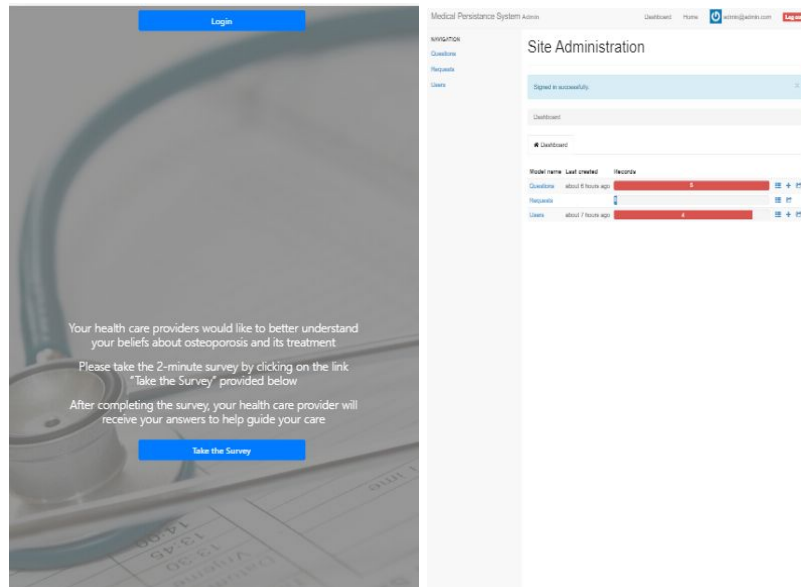 Login
Your health care providers would like to better understand
your beliefs about osteoporosis and its treatment
Please take the 2-minute survey by clicking on the link
"Take the Survey" provided below
After completing the survey, your health care provider will
receive your answers to help guide your care
Take the Survey
Medical Persistance System Admin
Dashboard Home admin@admin.com
NAVIGATION
Questions
Requests
Users
Site Administration
Signed in successfully.
Dashboard
Dashboard
Model name Last created Records
Questions about 6 hours ago
Requests
Users about 7 hours ago 4